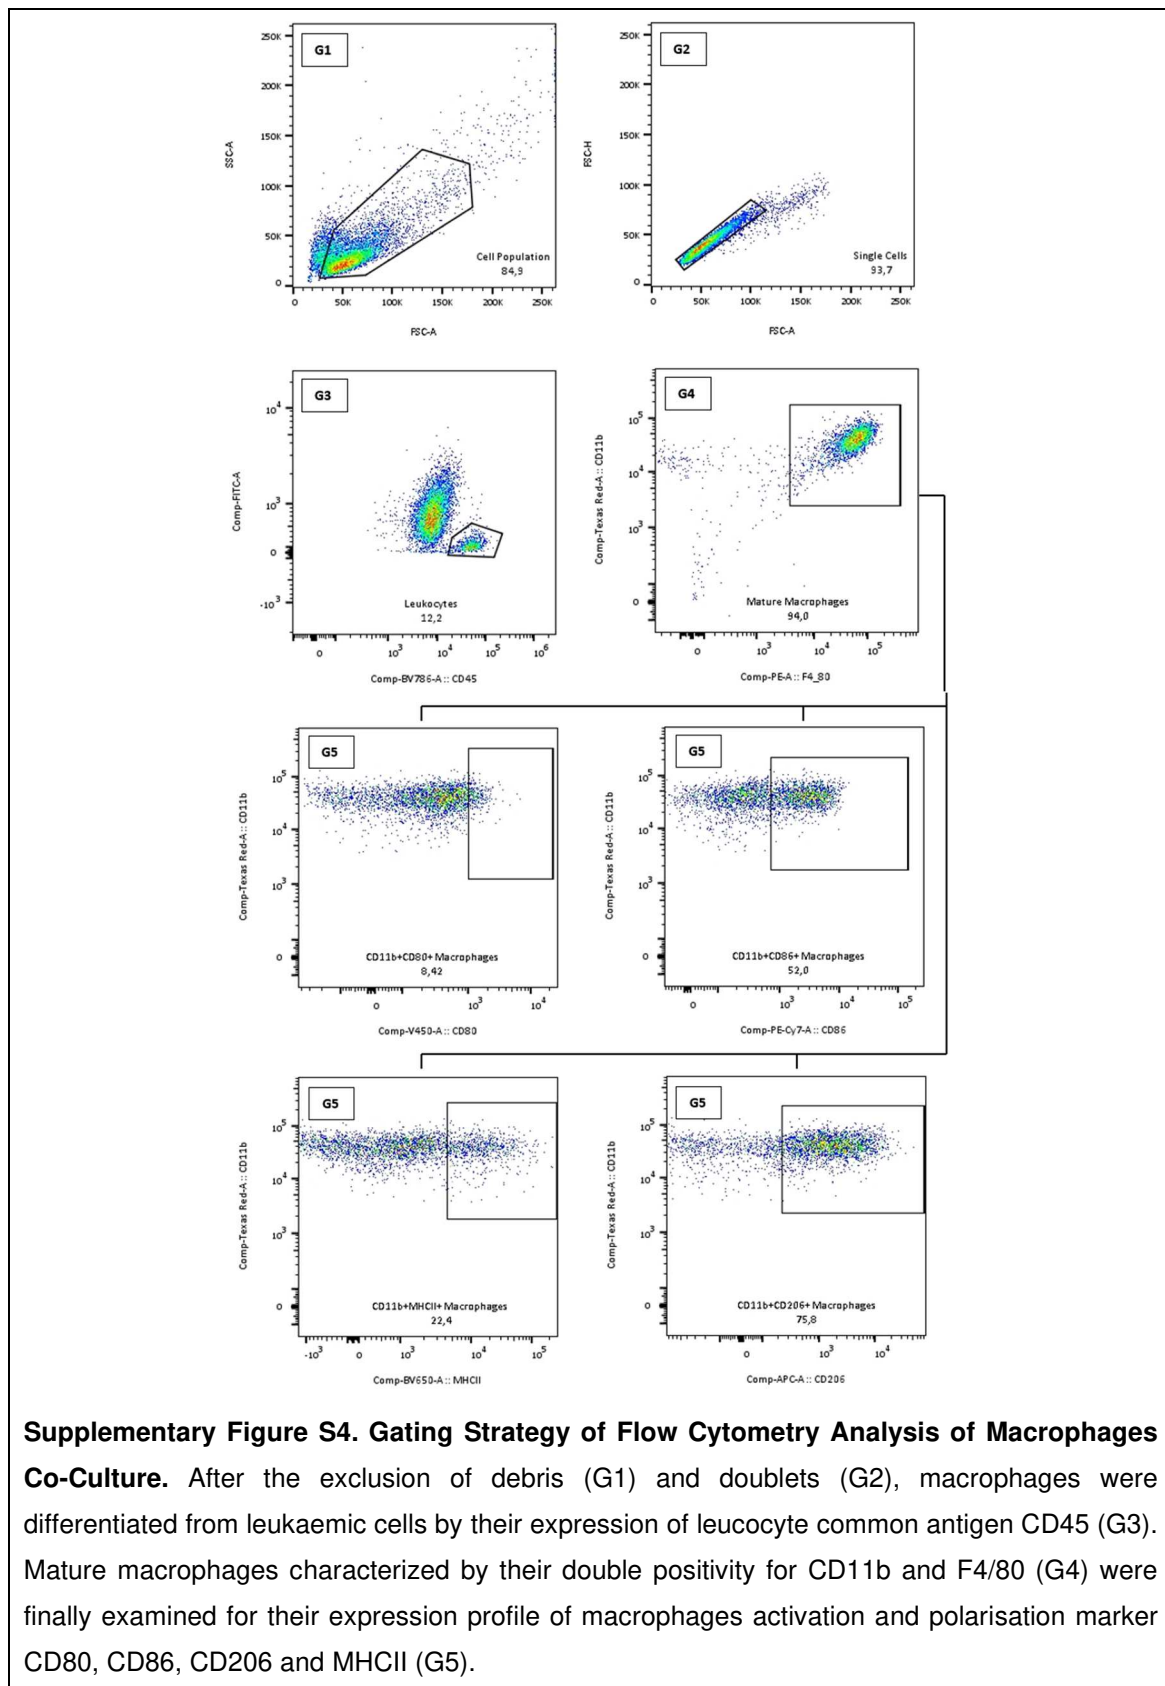 G1
250K
200K
150K
100K
50K
0
SSC-A
Cell Population
84,9
0 50K 100K 150K 200K 250K
FSC-A
G2
250K
200K
150K
100K
50K
0
FSC-H
Single Cells
93,7
0 50K 100K 150K 200K 250K
FSC-A
G3
10^4
10^3
0
-10^3
Comp-FITC-A
Leukocytes
12,2
0 10^3 10^4 10^5 10^6
Comp-BV786-A :: CD45
G4
10^5
10^4
10^3
0
Comp-Texas Red-A :: CD11b
Mature Macrophages
94,0
0 10^3 10^4 10^5
Comp-PE-A :: F4_80
G5
10^5
10^4
10^3
0
Comp-Texas Red-A :: CD11b
CD11b+CD80+ Macrophages
8,42
0 10^3 10^4
Comp-V450-A :: CD80
G5
10^5
10^4
10^3
0
Comp-Texas Red-A :: CD11b
CD11b+CD86+ Macrophages
52,0
0 10^3 10^4 10^5
Comp-PE-Cy7-A :: CD86
G5
10^5
10^4
10^3
0
Comp-Texas Red-A :: CD11b
CD11b+MHCII+ Macrophages
22,4
-10^3 0 10^3 10^4 10^5
Comp-BV650-A :: MHCII
G5
10^5
10^4
10^3
0
Comp-Texas Red-A :: CD11b
CD11b+CD206+ Macrophages
75,8
0 10^3 10^4
Comp-APC-A :: CD206
Supplementary Figure S4. Gating Strategy of Flow Cytometry Analysis of Macrophages
Co-Culture. After the exclusion of debris (G1) and doublets (G2), macrophages were
differentiated from leukaemic cells by their expression of leucocyte common antigen CD45 (G3).
Mature macrophages characterized by their double positivity for CD11b and F4/80 (G4) were
finally examined for their expression profile of macrophages activation and polarisation marker
CD80, CD86, CD206 and MHCII (G5).